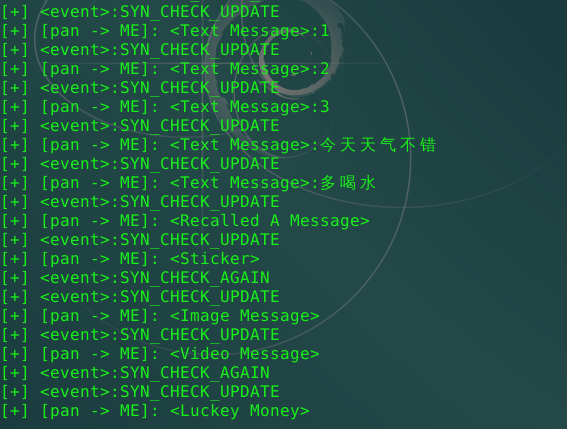 [+] <event>:SYN_CHECK_UPDATE
[+] [pan -> ME]: <Text Message>:1
[+] <event>:SYN_CHECK_UPDATE
[+] [pan -> ME]: <Text Message>:2
[+] <event>:SYN_CHECK_UPDATE
[+] [pan -> ME]: <Text Message>:3
[+] <event>:SYN_CHECK_UPDATE
[+] [pan -> ME]: <Text Message>:今天天气不错
[+] <event>:SYN_CHECK_UPDATE
[+] [pan -> ME]: <Text Message>:多喝水
[+] <event>:SYN_CHECK_UPDATE
[+] [pan -> ME]: <Recalled A Message>
[+] <event>:SYN_CHECK_UPDATE
[+] [pan -> ME]: <Sticker>
[+] <event>:SYN_CHECK_AGAIN
[+] <event>:SYN_CHECK_UPDATE
[+] [pan -> ME]: <Image Message>
[+] <event>:SYN_CHECK_UPDATE
[+] [pan -> ME]: <Video Message>
[+] <event>:SYN_CHECK_AGAIN
[+] <event>:SYN_CHECK_UPDATE
[+] [pan -> ME]: <Luckey Money>